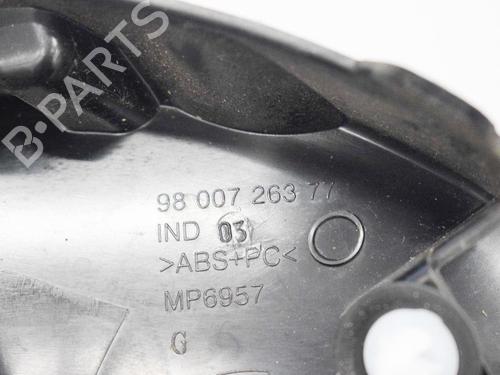 B-PARTS
98 007 263 77
IND 03
>ABS+PC<
MP6957
G